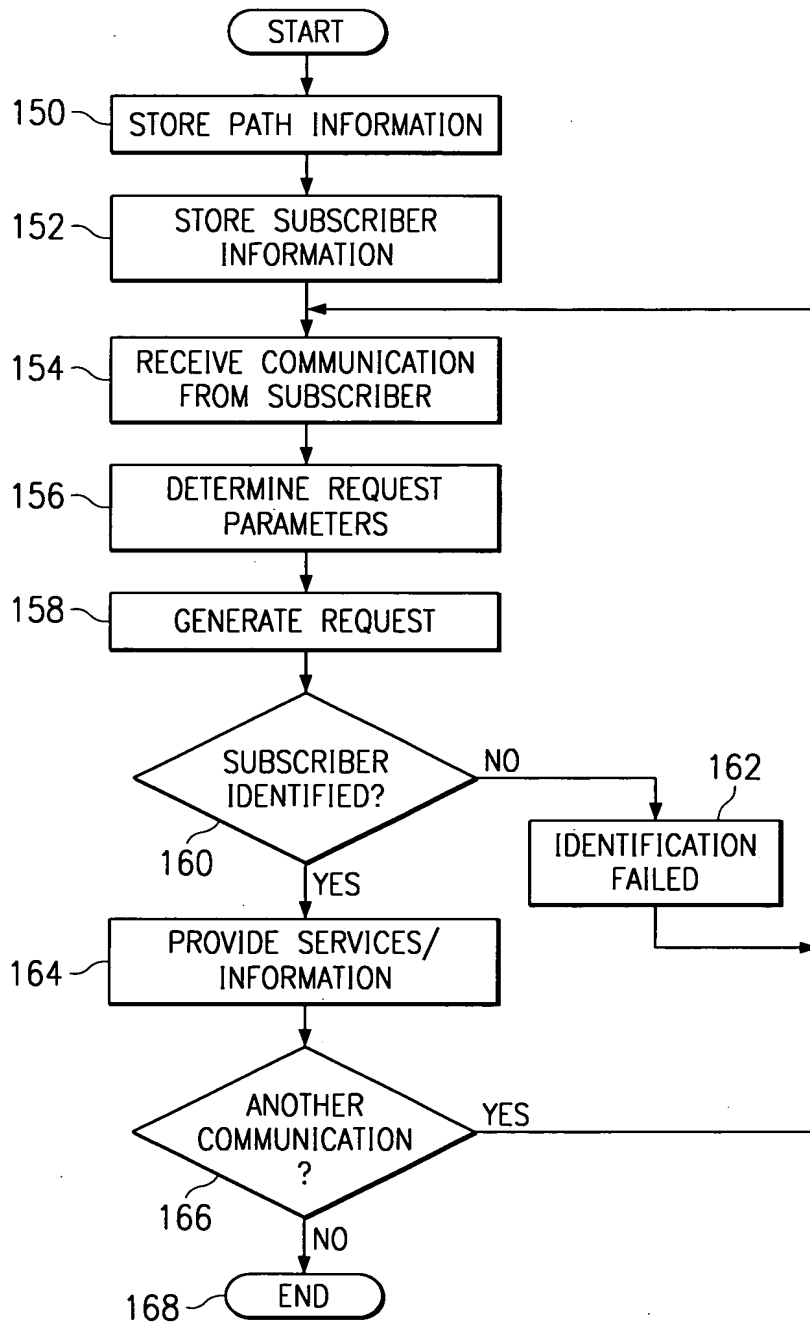 START
150
STORE PATH INFORMATION
152
STORE SUBSCRIBER
INFORMATION
154
RECEIVE COMMUNICATION
FROM SUBSCRIBER
156
DETERMINE REQUEST
PARAMETERS
158
GENERATE REQUEST
SUBSCRIBER
IDENTIFIED?
NO
160
162
IDENTIFICATION
FAILED
YES
164
PROVIDE SERVICES/
INFORMATION
ANOTHER
COMMUNICATION
?
YES
166
NO
168
END